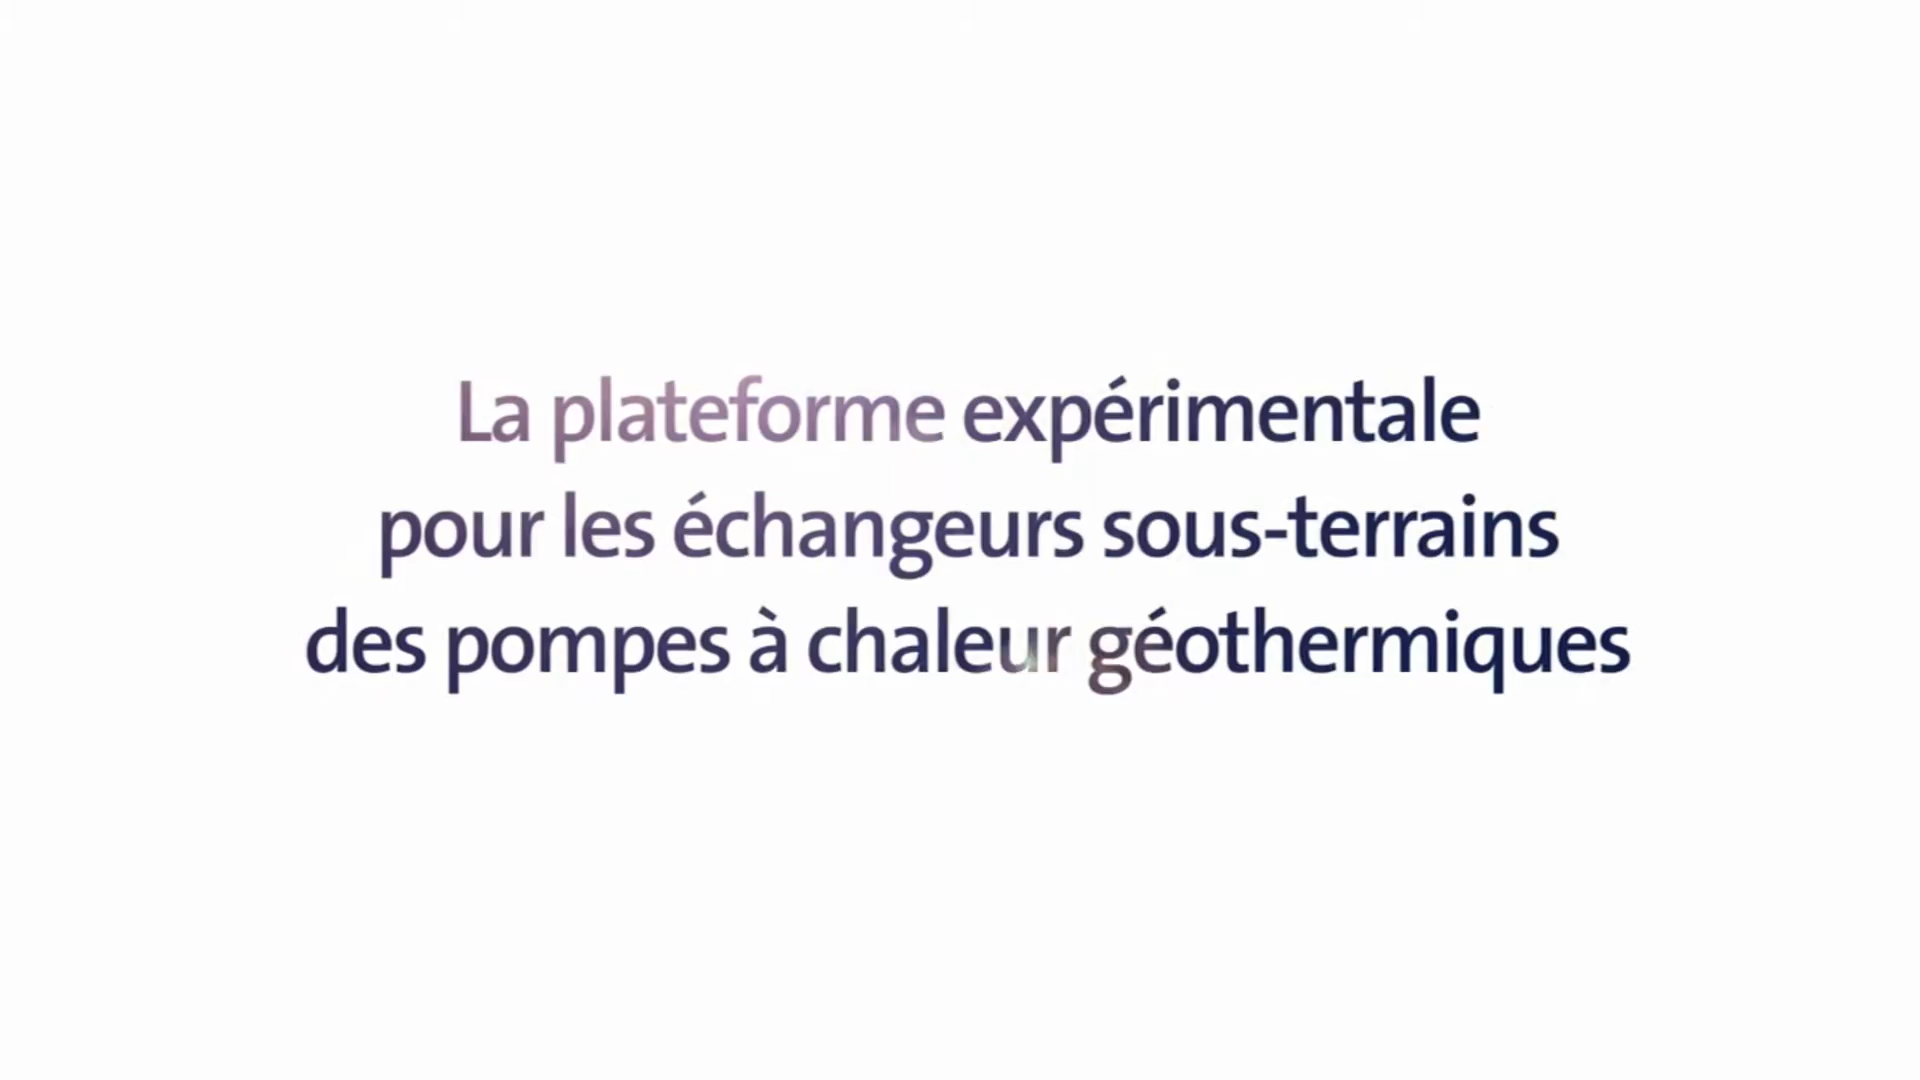 La plateforme expérimentale
pour les échangeurs sous-terrains
des pompes à chaleur géothermiques